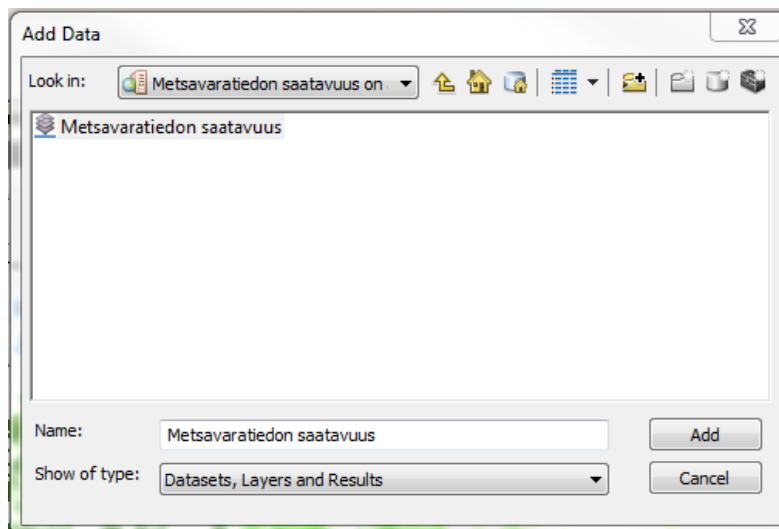 Add Data
Look in: Metsavaratiedon saatavuus on
Metsavaratiedon saatavuus
Name: Metsavaratiedon saatavuus Add
Show of type: Datasets, Layers and Results Cancel